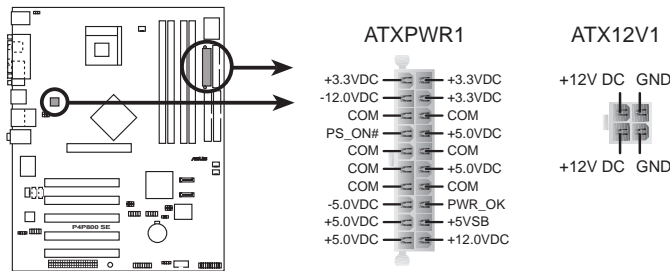 ATXPWR1
ATX12V1
+3.3VDC +3.3VDC
-12.0VDC +3.3VDC
COM COM
PS_ON# +5.0VDC
COM COM
COM +5.0VDC
COM COM
-5.0VDC PWR_OK
+5.0VDC +5VSB
+5.0VDC +12.0VDC
+12V DC GND
+12V DC GND
ASUS
P4P800 SE